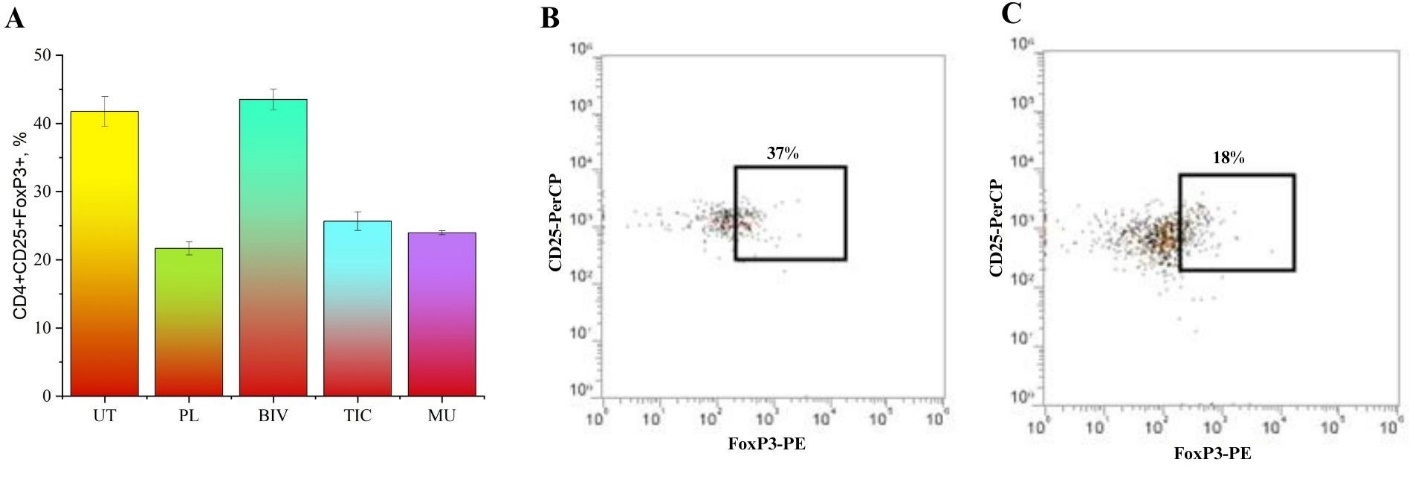 A
CD4+CD25+FoxP3+, %
50
40
30
20
10
0
UT PL BIV TIC MU
B
CD25-PerCP
10⁶
10⁵
10⁴
10³
10²
10¹
10⁰
37%
10⁰ 10¹ 10² 10³ 10⁴ 10⁵ 10⁶
FoxP3-PE
C
CD25-PerCP
10⁶
10⁵
10⁴
10³
10²
10¹
10⁰
18%
10⁰ 10¹ 10² 10³ 10⁴ 10⁵ 10⁶
FoxP3-PE